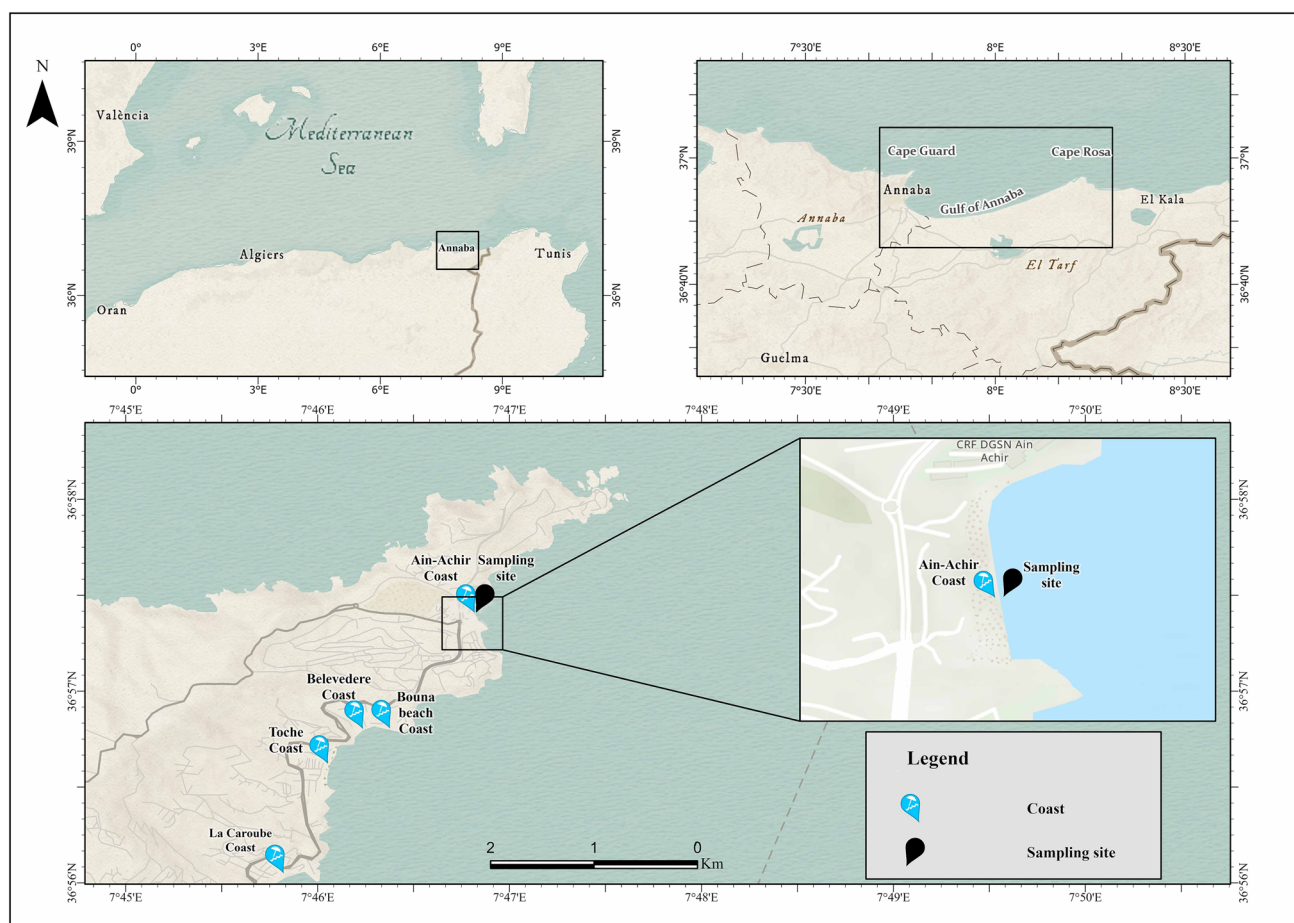 N
0°
3°E
6°E
9°E
València
Mediterranean
Sea
39°N
39°N
Algiers
Annaba
Tunis
36°N
36°N
Oran
0°
3°E
6°E
9°E
7°30'E
8°E
8°30'E
37°N
37°N
Cape Guard
Cape Rosa
Annaba
Gulf of Annaba
El Kala
Annaba
El Tarf
36°40'N
36°40'N
Guelma
7°30'E
8°E
8°30'E
7°45'E
7°46'E
7°47'E
7°48'E
7°49'E
7°50'E
36°58'N
36°58'N
CRF DGSN Ain
Achir
Ain-Achir
Coast
Sampling
site
Ain-Achir
Coast
Sampling
site
36°57'N
36°57'N
Belevedere
Coast
Bouna
beach
Coast
Toche
Coast
La Caroube
Coast
Legend
Coast
Sampling site
2
1
0
Km
36°56'N
36°56'N
7°45'E
7°46'E
7°47'E
7°48'E
7°49'E
7°50'E